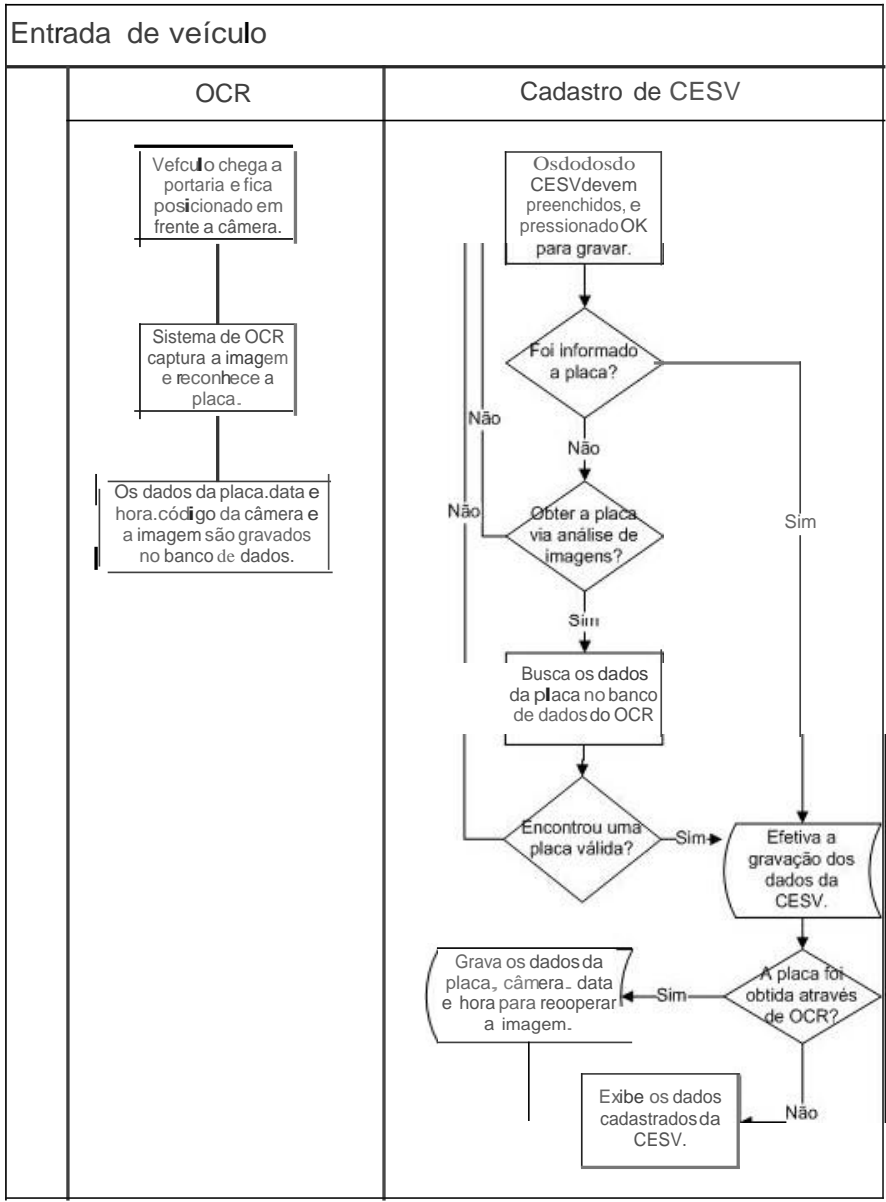 Entrada de veículo
OCR
Cadastro de CESV
Vefculo chega a
portaria e fica
posicionado em
frente a câmera.
Sistema de OCR
captura a imagem
e reconhece a
placa.
Os dados da placa.data e
hora.código da câmera e
a imagem são gravados
no banco de dados.
Osdodosdo
CESVdevem
preenchidos, e
pressionado OK
para gravar.
Foi informado
a placa?
Não
Não
Não
Sim
Obter a placa
via análise de
imagens?
Sim
Busca os dados
da placa no banco
de dados do OCR
Encontrou uma
placa válida?
Sim
Efetiva a
gravação dos
dados da
CESV.
A placa foi
obtida através
de OCR?
Sim
Grava os dados da
placa,, câmera.. data
e hora para reooperar
a imagem.
Não
Exibe os dados
cadastrados da
CESV.